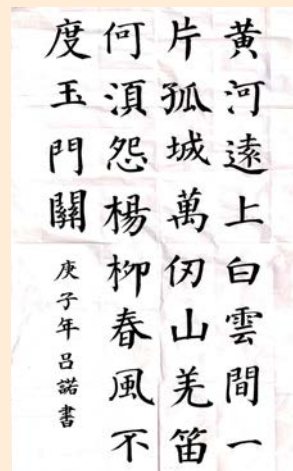 黃河遠上白雲間一
片孤城萬仞山羌笛
何湏怨楊柳春風不
度玉門關
庚子年吕諾書